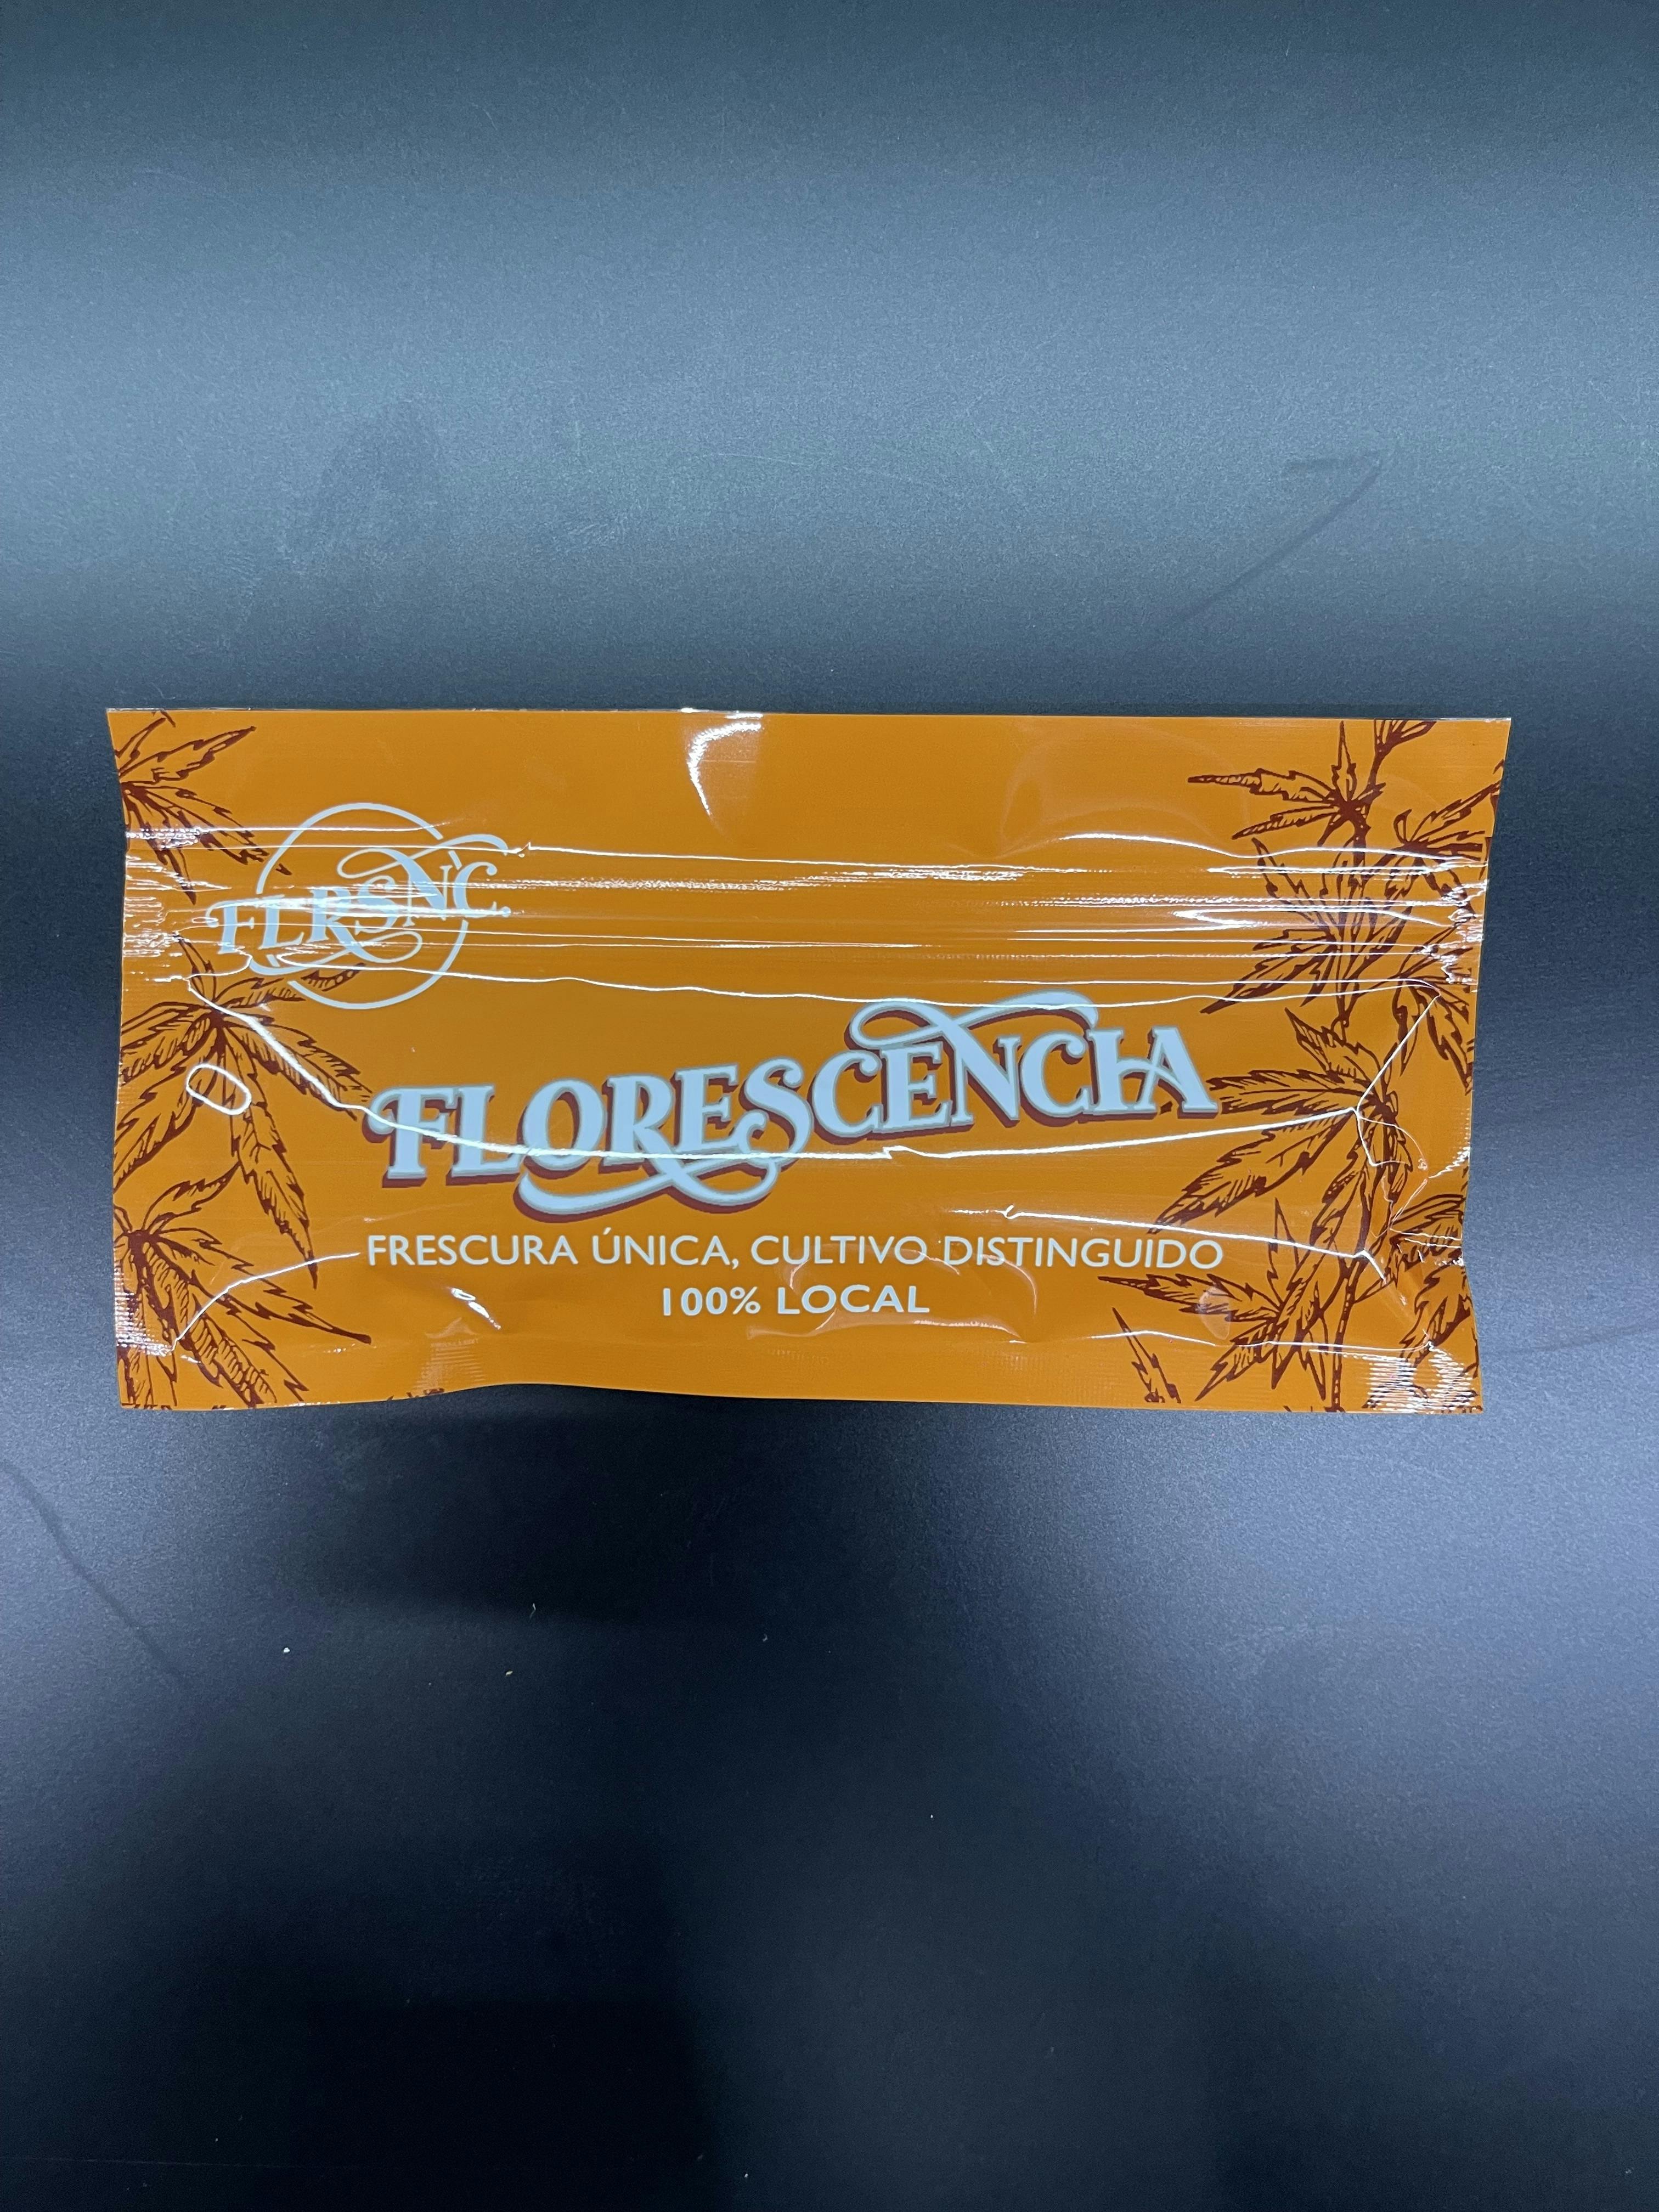 FLRSNC.
FLORESCENCIA
FRESCURA ÚNICA, CULTIVO DISTINGUIDO
100% LOCAL